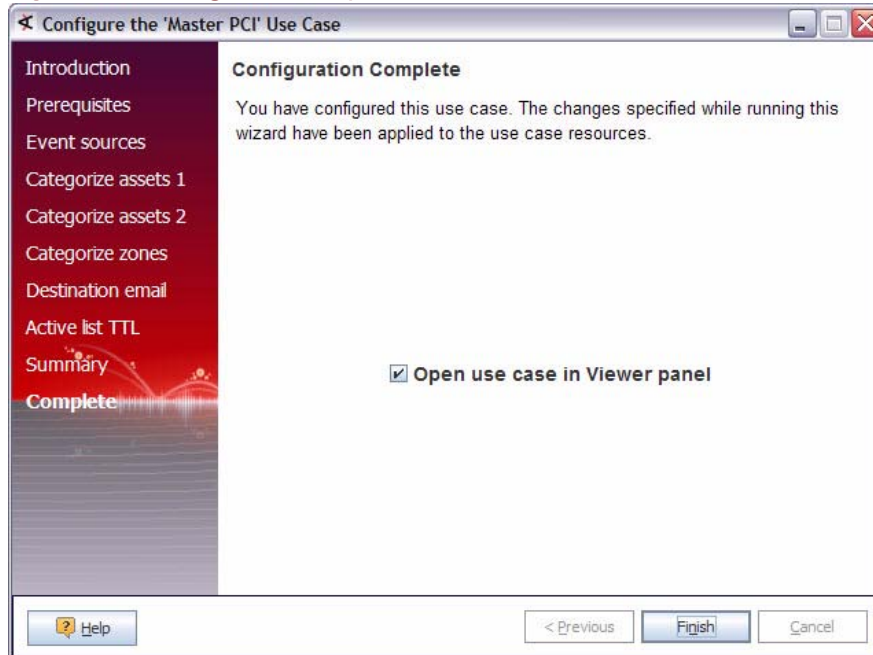 Configure the 'Master PCI' Use Case
Introduction
Prerequisites
Event sources
Categorize assets 1
Categorize assets 2
Categorize zones
Destination email
Active list TTL
Summary
Complete
Configuration Complete
You have configured this use case. The changes specified while running this
wizard have been applied to the use case resources.
Open use case in Viewer panel
Help
< Previous
Finish
Cancel